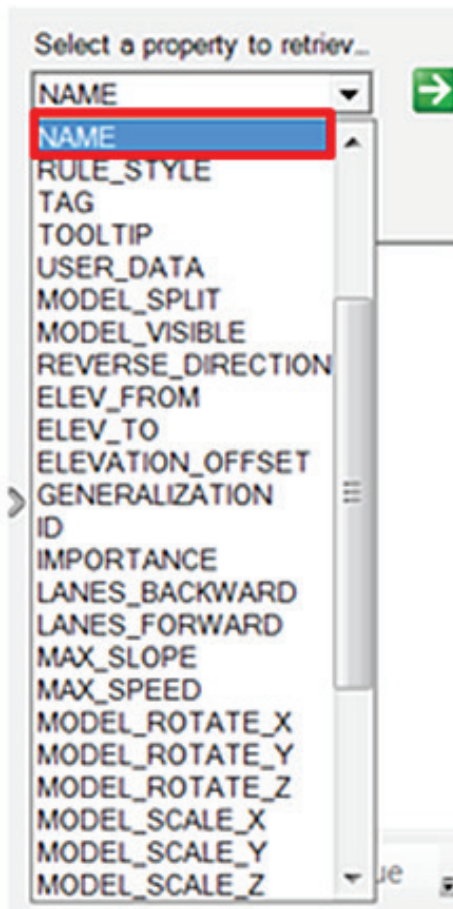 Select a property to retriev...
NAME
NAME
RULE_STYLE
TAG
TOOLTIP
USER_DATA
MODEL_SPLIT
MODEL_VISIBLE
REVERSE_DIRECTION
ELEV_FROM
ELEV_TO
ELEVATION_OFFSET
GENERALIZATION
ID
IMPORTANCE
LANES_BACKWARD
LANES_FORWARD
MAX_SLOPE
MAX_SPEED
MODEL_ROTATE_X
MODEL_ROTATE_Y
MODEL_ROTATE_Z
MODEL_SCALE_X
MODEL_SCALE_Y
MODEL_SCALE_Z
ue